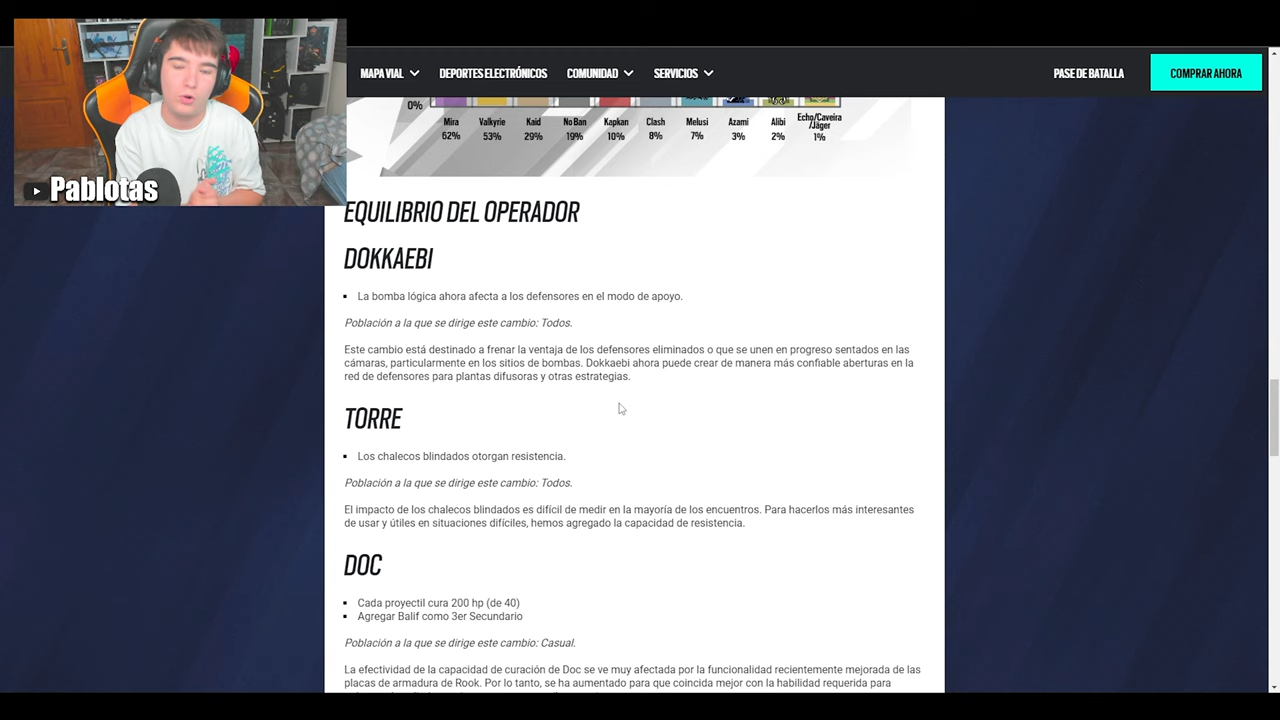 MAPA VIAL
DEPORTES ELECTRÓNICOS
COMUNIDAD
SERVICIOS
PASE DE BATALLA
COMPRAR AHORA
0%
Mira
62%
Valkyrie
53%
Kaid
29%
No Ban
19%
Kapkan
10%
Clash
8%
Melusi
7%
Azami
3%
Alibi
2%
Echo/Caveira
/Jäger
1%
Pablotas
EQUILIBRIO DEL OPERADOR
DOKKAEBI
La bomba lógica ahora afecta a los defensores en el modo de apoyo.
Población a la que se dirige este cambio: Todos.
Este cambio está destinado a frenar la ventaja de los defensores eliminados o que se unen en progreso sentados en las
cámaras, particularmente en los sitios de bombas. Dokkaebi ahora puede crear de manera más confiable aberturas en la
red de defensores para plantas difusoras y otras estrategias.
TORRE
Los chalecos blindados otorgan resistencia.
Población a la que se dirige este cambio: Todos.
El impacto de los chalecos blindados es difícil de medir en la mayoría de los encuentros. Para hacerlos más interesantes
de usar y útiles en situaciones difíciles, hemos agregado la capacidad de resistencia.
DOC
Cada proyectil cura 200 hp (de 40)
Agregar Balif como 3er Secundario
Población a la que se dirige este cambio: Casual.
La efectividad de la capacidad de curación de Doc se ve muy afectada por la funcionalidad recientemente mejorada de las
placas de armadura de Rook. Por lo tanto, se ha aumentado para que coincida mejor con la habilidad requerida para